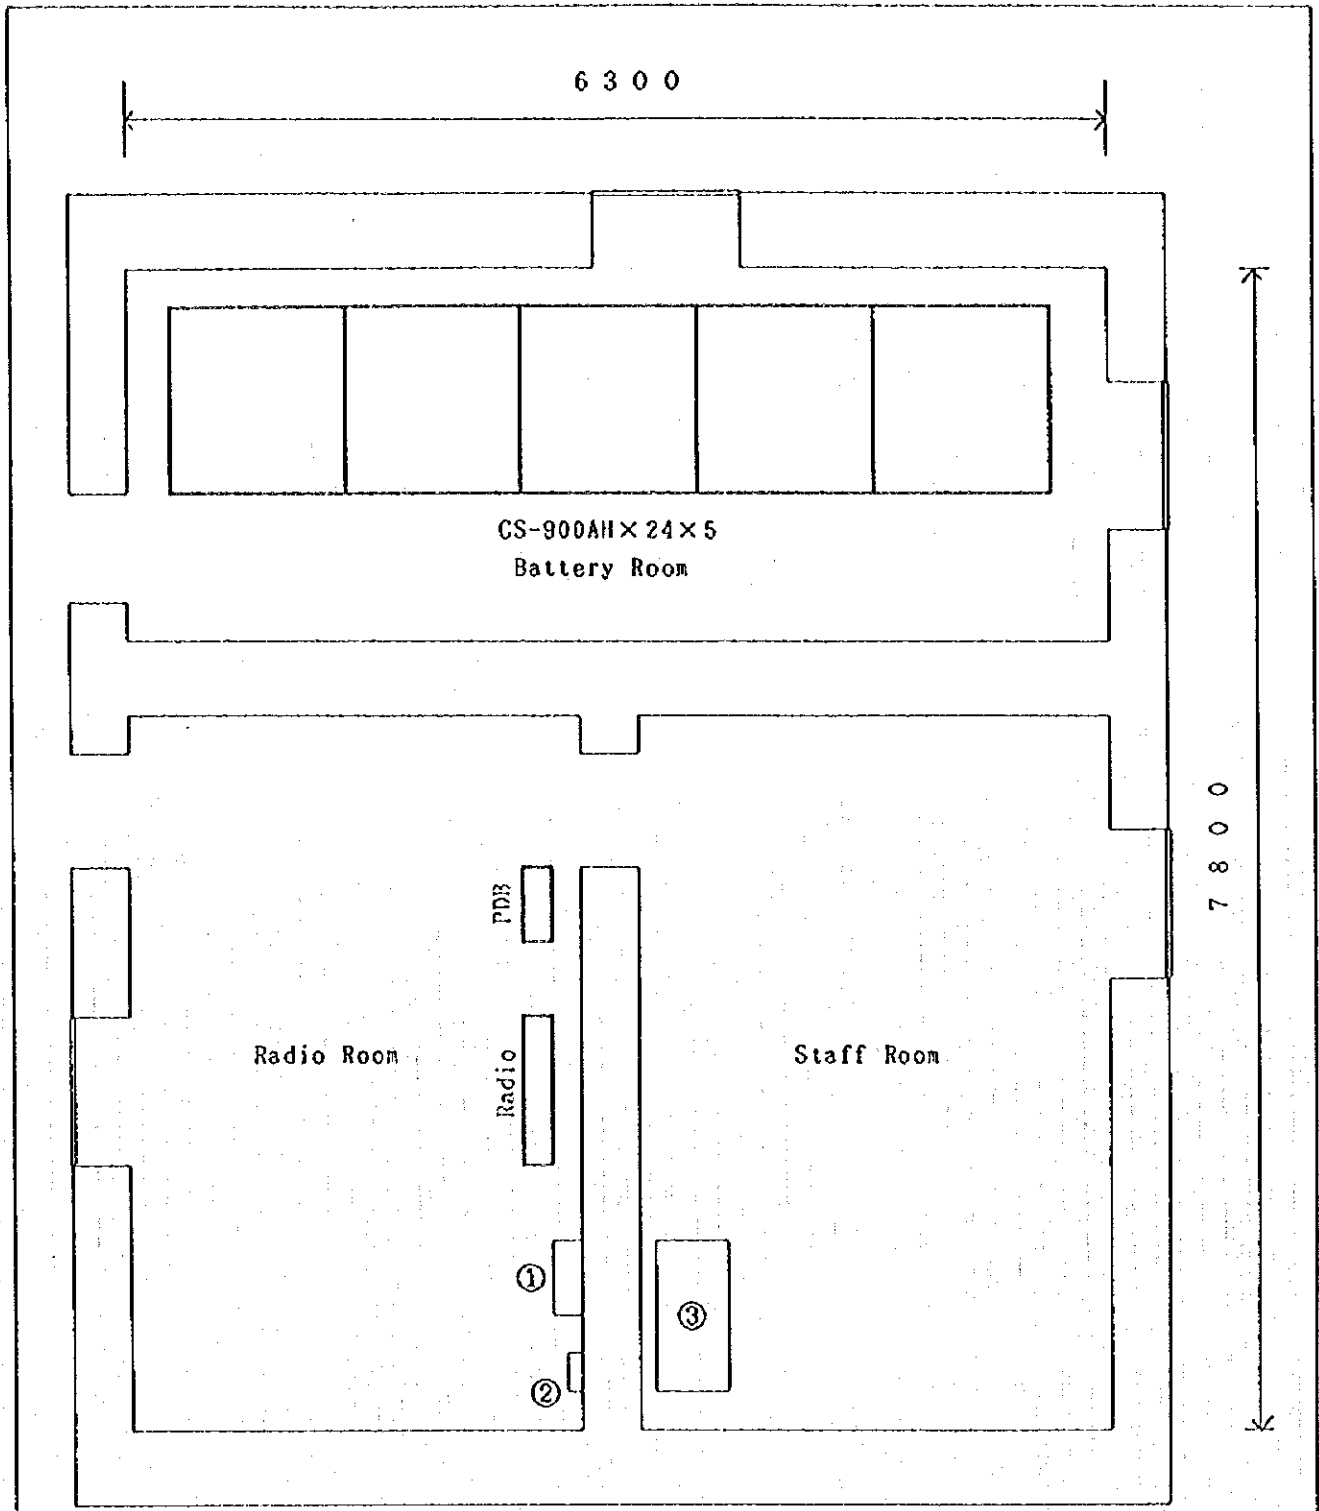 6300
CS-900AH×24×5
Battery Room
7800
PDB
Radio Room
Radio
Staff Room
①
③
②